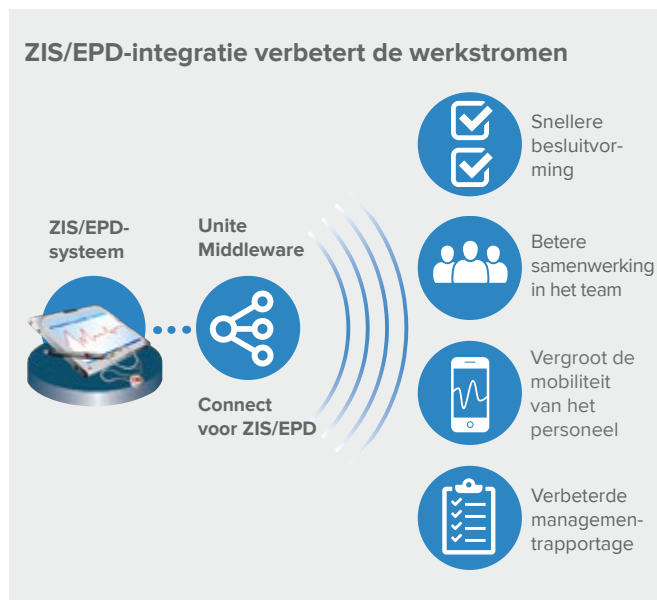 ZIS/EPD-integratie verbetert de werkstromen
ZIS/EPD-
systeem
Unite
Middleware
Connect
voor ZIS/EPD
Snellere
besluitvor-
ming
Betere
samenwerking
in het team
Vergroot de
mobiliteit
van het
personeel
Verbeterde
managemen-
trapportage